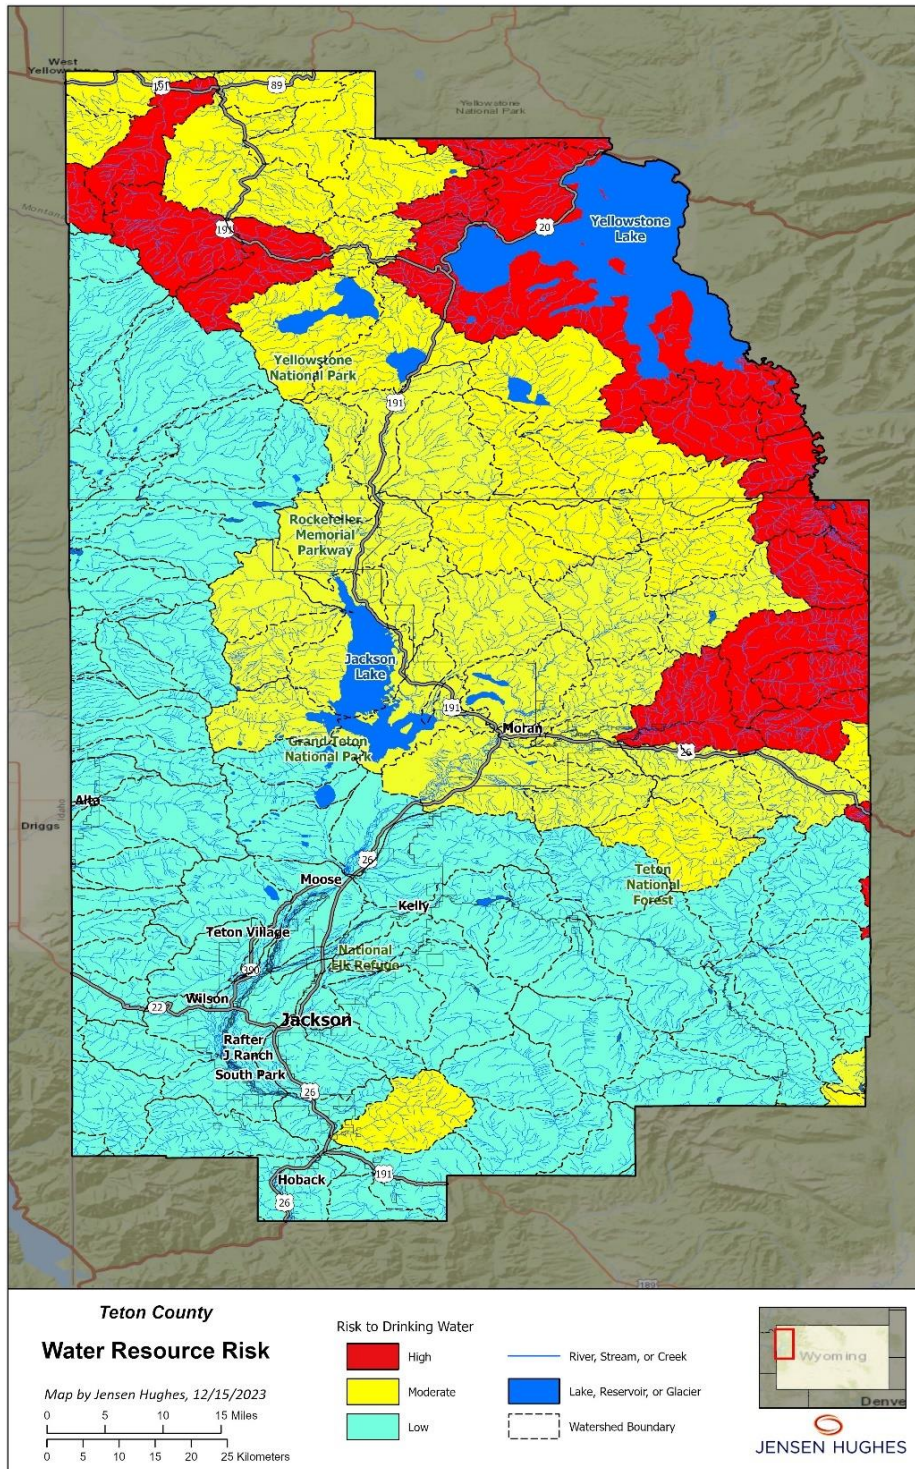 West
Yellowstone
191
89
Yellowstone
National Park
Montana
191
20
Yellowstone
Lake
Yellowstone
National Park
191
Rockefeller
Memorial
Parkway
Jackson
Lake
191
Moran
26
Grand Teton
National Park
Alta
Idaho
Driggs
26
Moose
Teton
National
Forest
Kelly
Teton Village
National
Elk Refuge
390
Wilson
22
Jackson
Rafter
J Ranch
South Park
26
Hoback
191
26
189
Teton County
Water Resource Risk
Map by Jensen Hughes, 12/15/2023
0 5 10 15 Miles
0 5 10 15 20 25 Kilometers
Risk to Drinking Water
High
Moderate
Low
River, Stream, or Creek
Lake, Reservoir, or Glacier
Watershed Boundary
Wyoming
Denve
JENSEN HUGHES